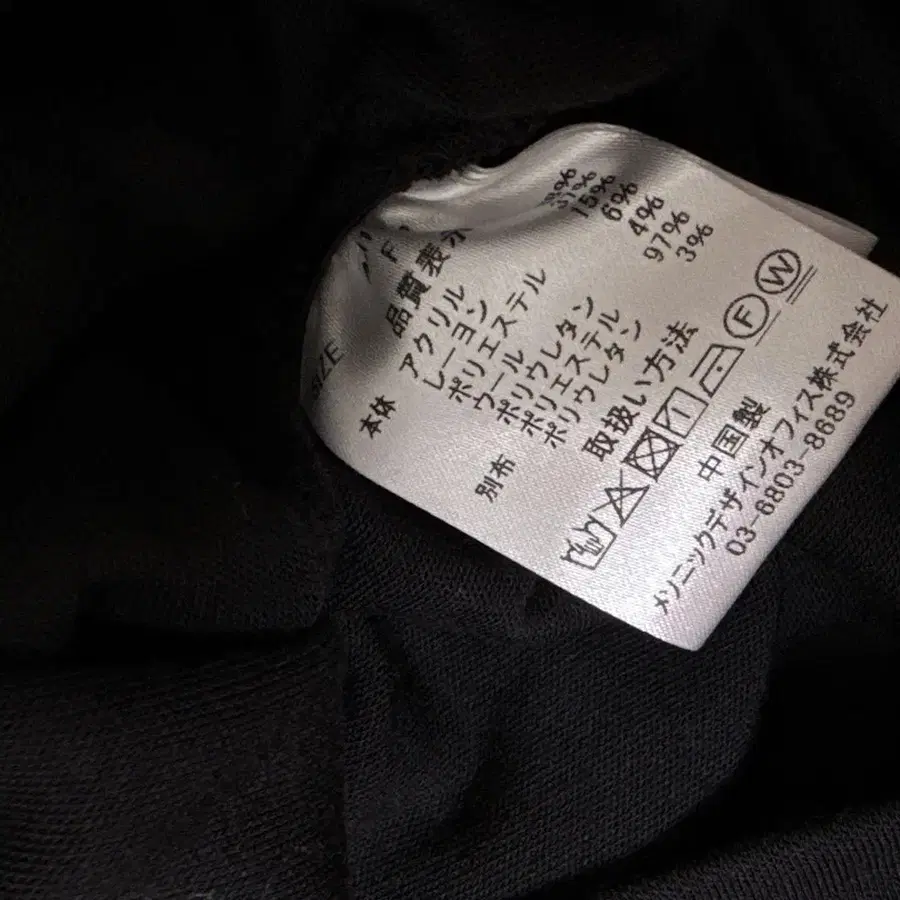 SIZE F
品質表示
本体 アクリル
レーヨン
ポリエステル 15%
ウール 6%
ポリウレタン 4%
別布 ポリエステル 97%
ポリウレタン 3%
取扱い方法
F W
中国製
メソニックデザインオフィス株式会社
03-6803-8689